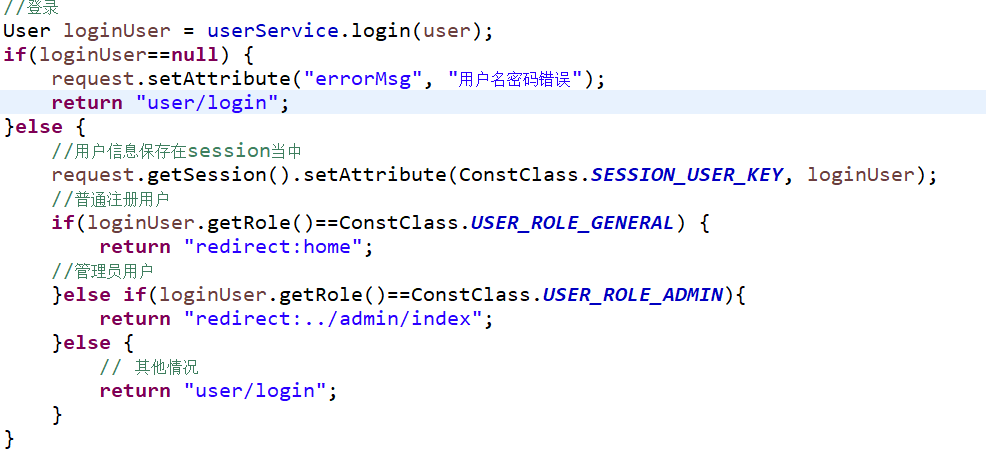 //登录
User loginUser = userService.login(user);
if(loginUser==null) {
    request.setAttribute("errorMsg", "用户名密码错误");
    return "user/login";
}else {
    //用户信息保存在session当中
    request.getSession().setAttribute(ConstClass.SESSION_USER_KEY, loginUser);
    //普通注册用户
    if(loginUser.getRole()==ConstClass.USER_ROLE_GENERAL) {
        return "redirect:home";
    //管理员用户
    }else if(loginUser.getRole()==ConstClass.USER_ROLE_ADMIN){
        return "redirect:../admin/index";
    }else {
        // 其他情况
        return "user/login";
    }
}